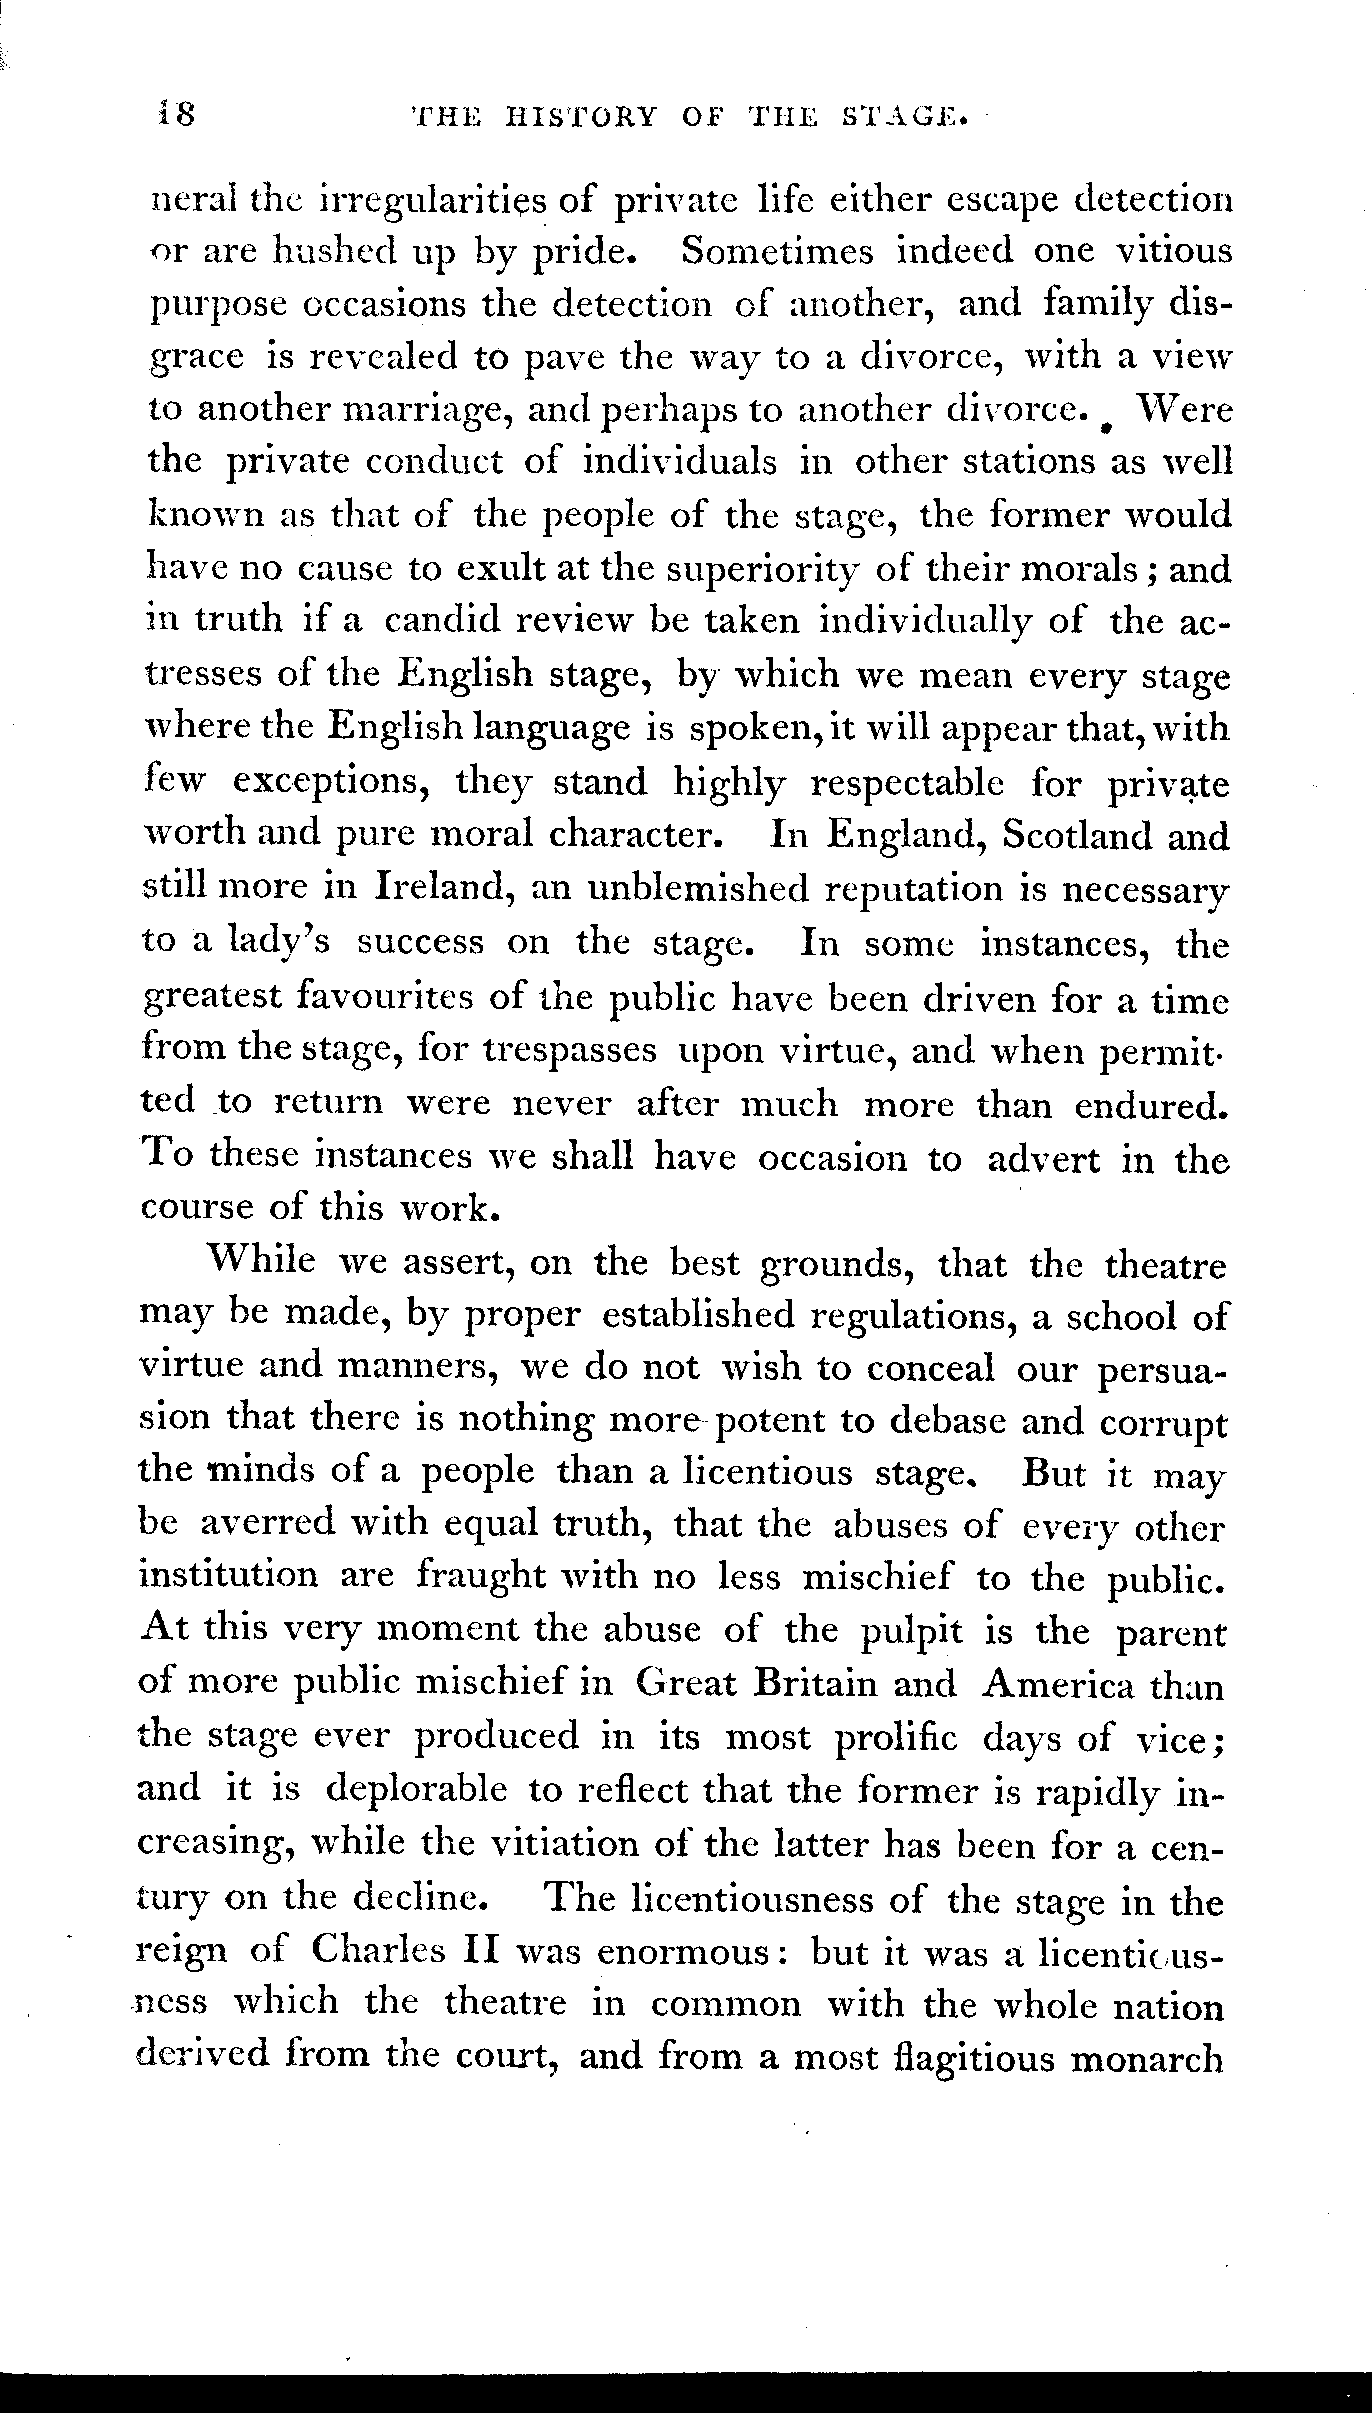 18 THE HISTORY OF THE STAGE.
neral the irregularities of private life either escape detection
or are hushed up by pride. Sometimes indeed one vitious
purpose occasions the detection of another, and family dis-
grace is revealed to pave the way to a divorce, with a view
to another marriage, and perhaps to another divorce. Were
the private conduct of individuals in other stations as well
known as that of the people of the stage, the former would
have no cause to exult at the superiority of their morals; and
in truth if a candid review be taken individually of the ac-
tresses of the English stage, by which we mean every stage
where the English language is spoken, it will appear that, with
few exceptions, they stand highly respectable for private
worth and pure moral character. In England, Scotland and
still more in Ireland, an unblemished reputation is necessary
to a lady's success on the stage. In some instances, the
greatest favourites of the public have been driven for a time
from the stage, for trespasses upon virtue, and when permit-
ted to return were never after much more than endured.
To these instances we shall have occasion to advert in the
course of this work.
While we assert, on the best grounds, that the theatre
may be made, by proper established regulations, a school of
virtue and manners, we do not wish to conceal our persua-
sion that there is nothing more potent to debase and corrupt
the minds of a people than a licentious stage. But it may
be averred with equal truth, that the abuses of every other
institution are fraught with no less mischief to the public.
At this very moment the abuse of the pulpit is the parent
of more public mischief in Great Britain and America than
the stage ever produced in its most prolific days of vice;
and it is deplorable to reflect that the former is rapidly in-
creasing, while the vitiation of the latter has been for a cen-
tury on the decline. The licentiousness of the stage in the
reign of Charles II was enormous: but it was a licentious-
ness which the theatre in common with the whole nation
derived from the court, and from a most flagitious monarch